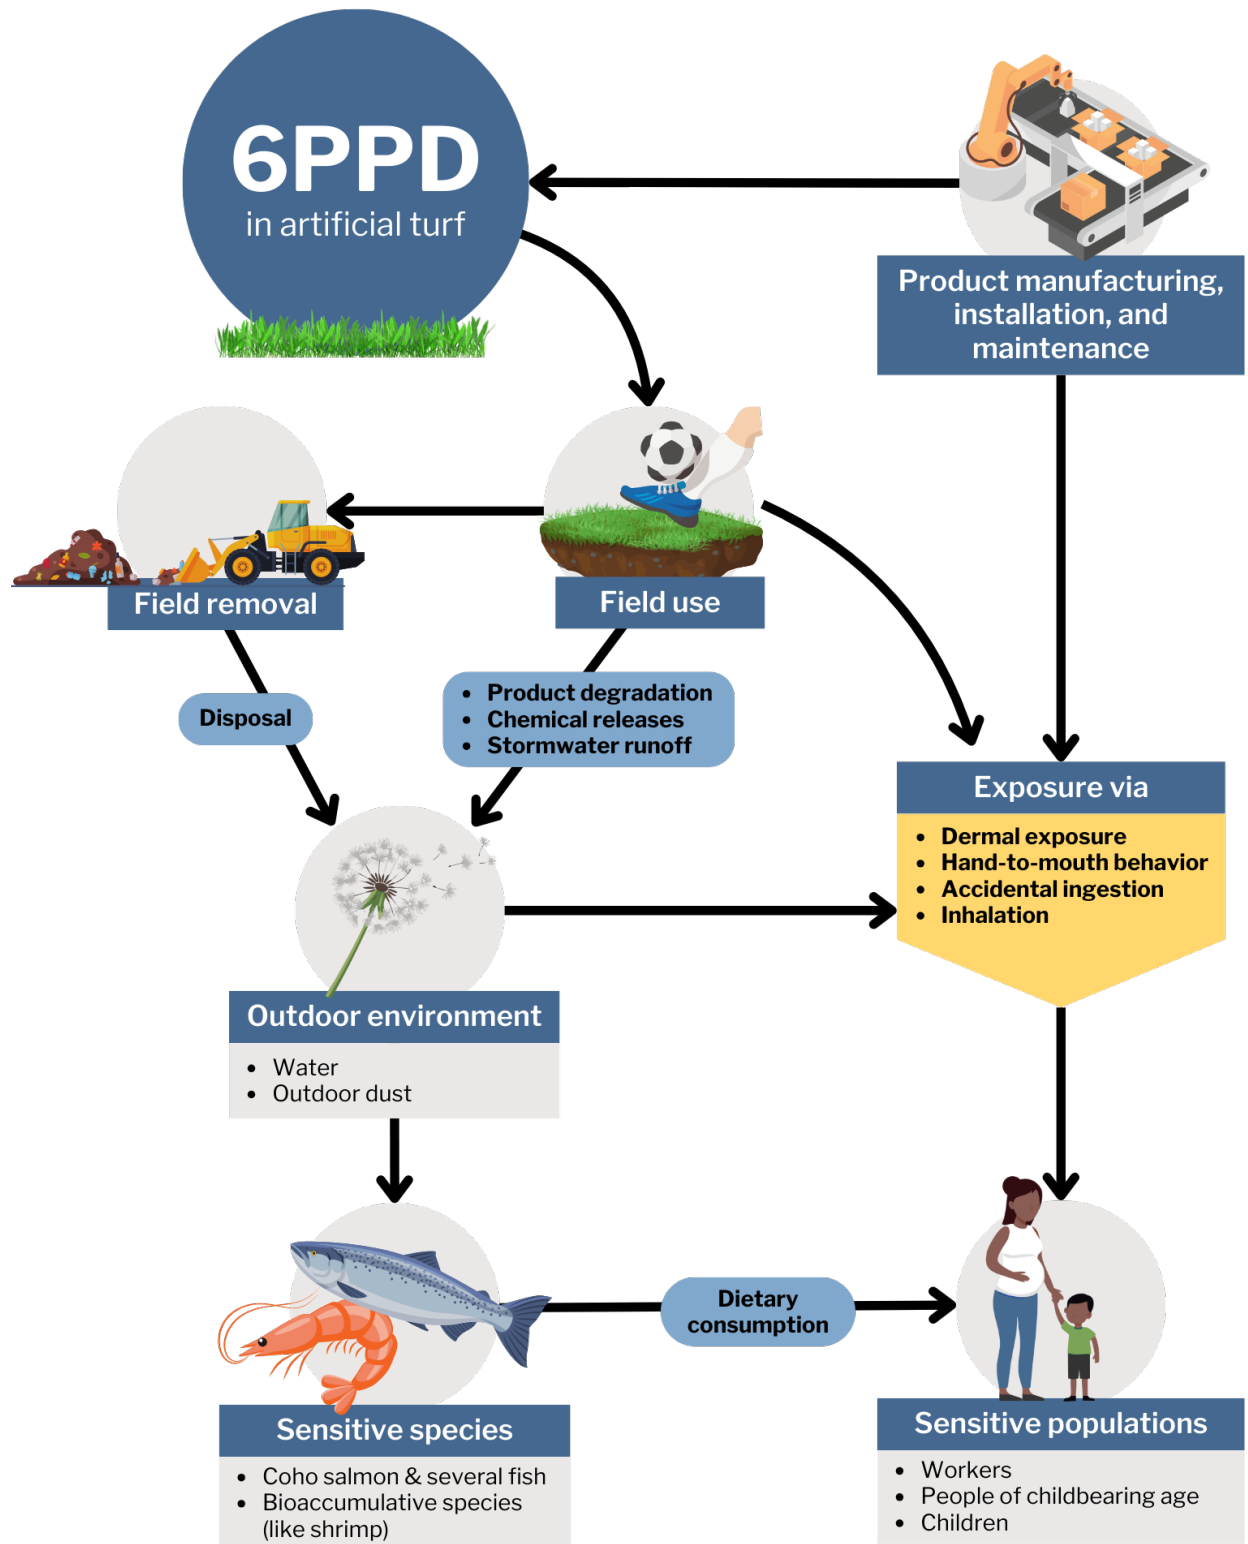 6PPD
in artificial turf
Product manufacturing,
installation, and
maintenance
Field removal
Field use
Disposal
• Product degradation
• Chemical releases
• Stormwater runoff
Exposure via
• Dermal exposure
• Hand-to-mouth behavior
• Accidental ingestion
• Inhalation
Outdoor environment
• Water
• Outdoor dust
Dietary
consumption
Sensitive species
• Coho salmon & several fish
• Bioaccumulative species
(like shrimp)
Sensitive populations
• Workers
• People of childbearing age
• Children